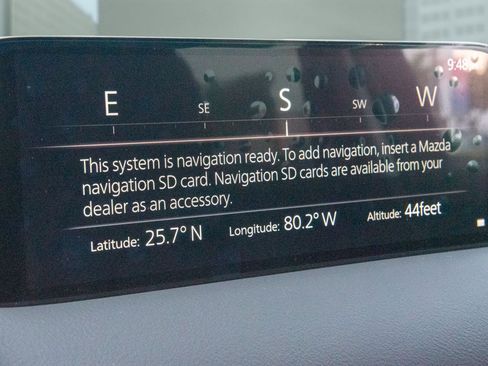 9:48
E SE S SW W
This system is navigation ready. To add navigation, insert a Mazda
navigation SD card. Navigation SD cards are available from your
dealer as an accessory.
Latitude: 25.7° N Longitude: 80.2° W Altitude: 44feet